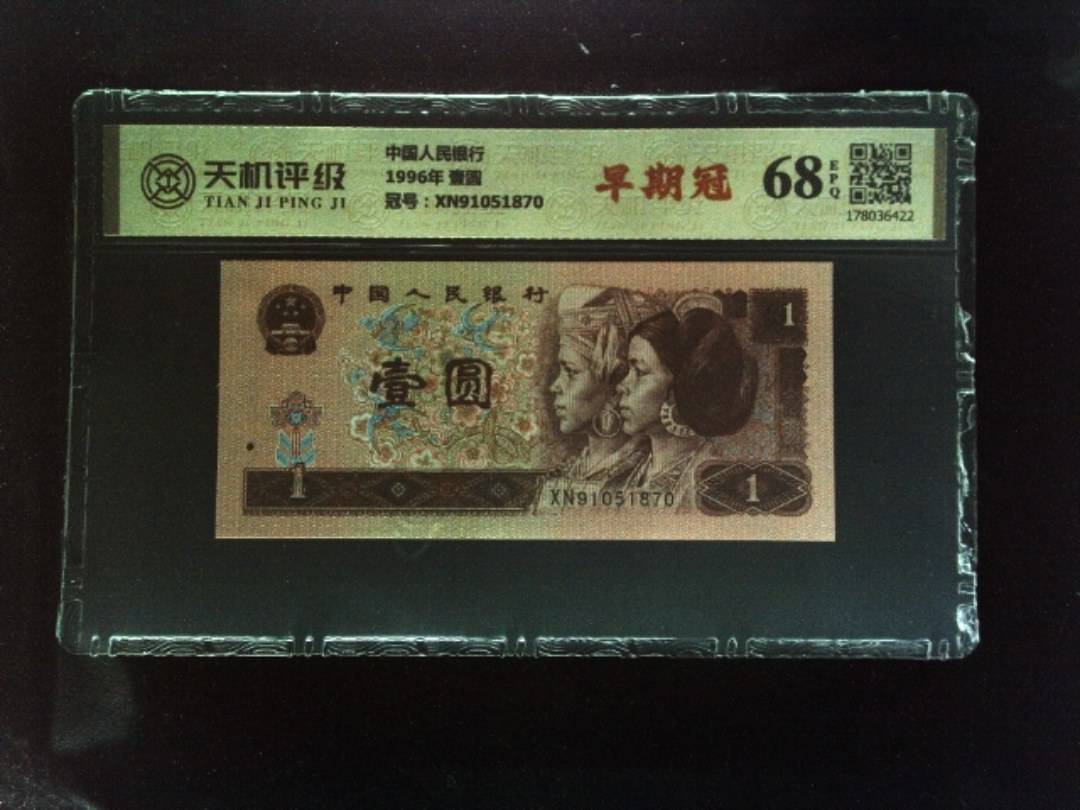 天机评级
TIAN JI PING JI
中国人民银行
1996年 壹圆
冠号：XN91051870
早期冠
68
EPQ
178036422
中国人民银行
1
壹圆
1
XN91051870
1